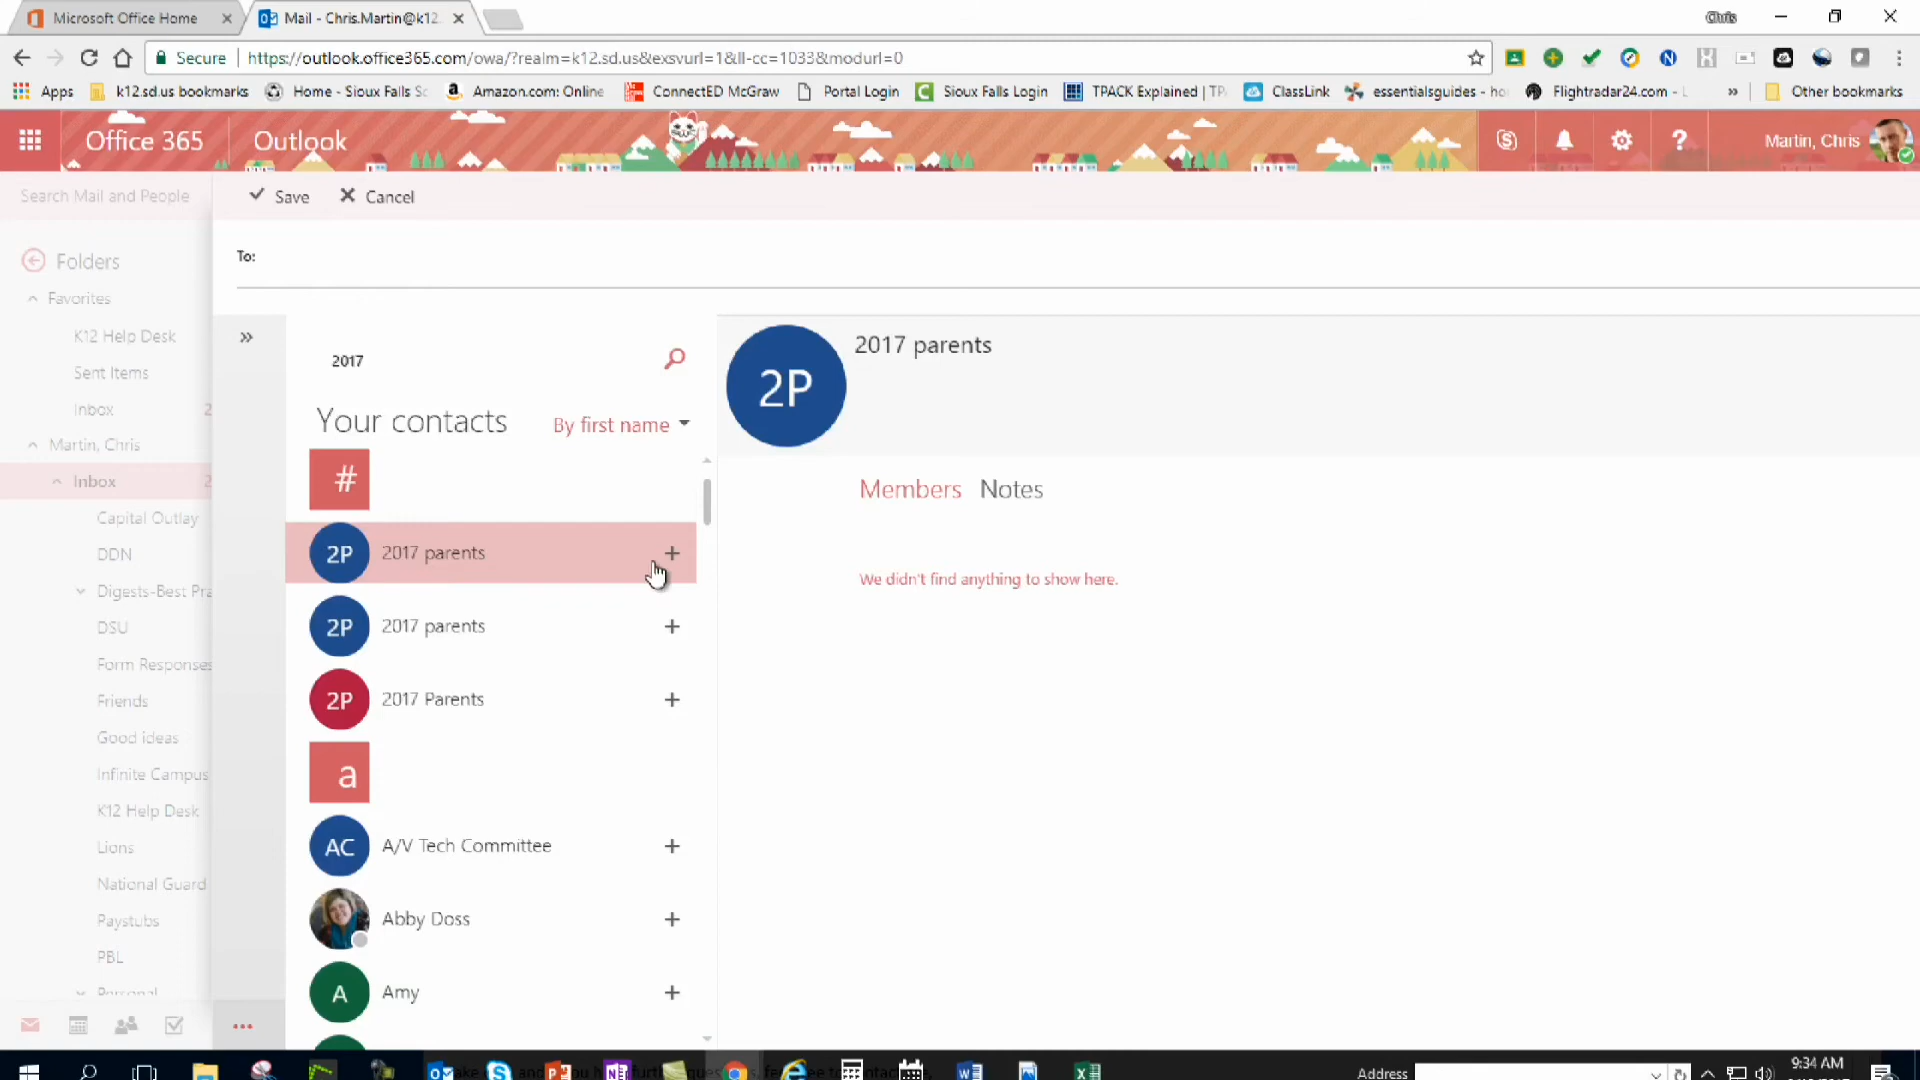 Microsoft Office Home
Mail - Chris.Martin@k12.
Chris
Secure
https://outlook.office365.com/owa/?realm=k12.sd.us&exsvurl=1&ll-cc=1033&modurl=0
Apps
k12.sd.us bookmarks
Home - Sioux Falls Sc
Amazon.com: Online
ConnectED McGraw
Portal Login
Sioux Falls Login
TPACK Explained | TPA
ClassLink
essentialsguides - ho
Flightradar24.com - L
»
Other bookmarks
Office 365
Outlook
Martin, Chris
Search Mail and People
Save
Cancel
To:
Folders
Favorites
K12 Help Desk
Sent Items
Inbox 2
Martin, Chris
Inbox 2
Capital Outlay
DDN
Digests-Best Pra
DSU
Form Responses
Friends
Good ideas
Infinite Campus
K12 Help Desk
Lions
National Guard
Paystubs
PBL
Personal
»
2017
Your contacts
By first name
#
2P 2017 parents +
2P 2017 parents +
2P 2017 Parents +
a
AC A/V Tech Committee +
Abby Doss +
A Amy +
2P
2017 parents
Members
Notes
We didn't find anything to show here.
Address
9:34 AM